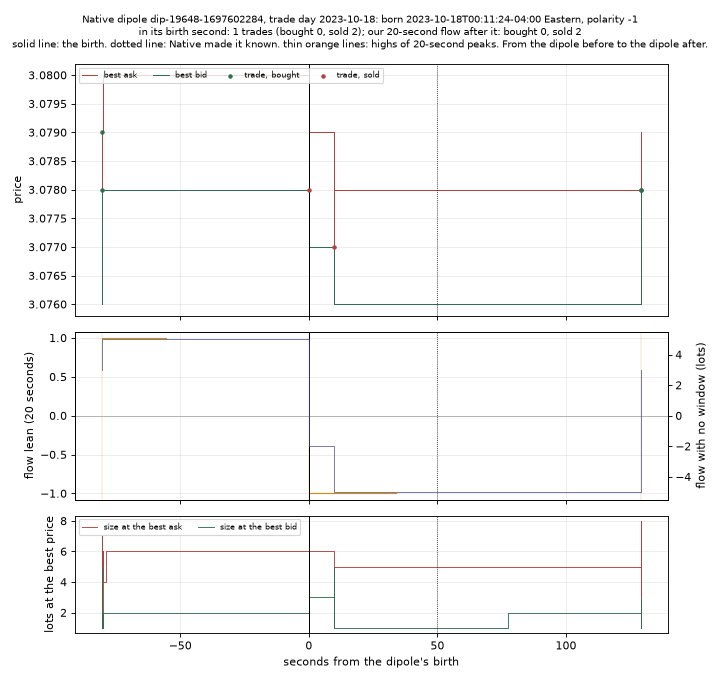 Native dipole dip-19648-1697602284, trade day 2023-10-18: born 2023-10-18T00:11:24-04:00 Eastern, polarity -1
in its birth second: 1 trades (bought 0, sold 2); our 20-second flow after it: bought 0, sold 2
solid line: the birth. dotted line: Native made it known. thin orange lines: highs of 20-second peaks. From the dipole before to the dipole after.
best ask best bid trade, bought trade, sold
3.0800
3.0795
3.0790
3.0785
3.0780
3.0775
3.0770
3.0765
3.0760
price
1.0
0.5
0.0
−0.5
−1.0
flow lean (20 seconds)
4
2
0
−2
−4
flow with no window (lots)
size at the best ask size at the best bid
8
6
4
2
lots at the best price
−50 0 50 100
seconds from the dipole's birth